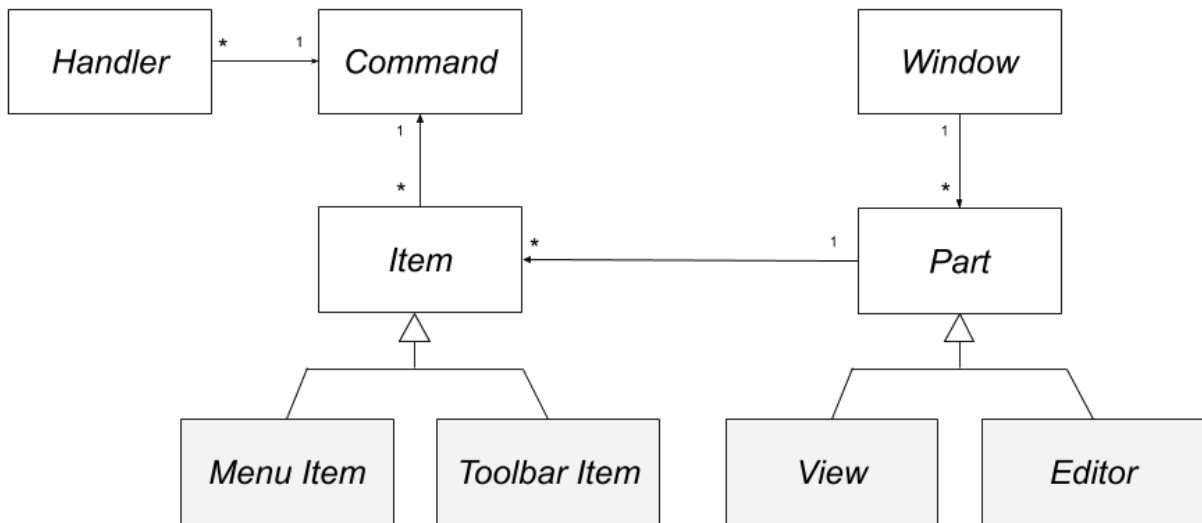 Handler
*
1
Command
Window
1
*
1
*
Item
*
1
Part
Menu Item
Toolbar Item
View
Editor